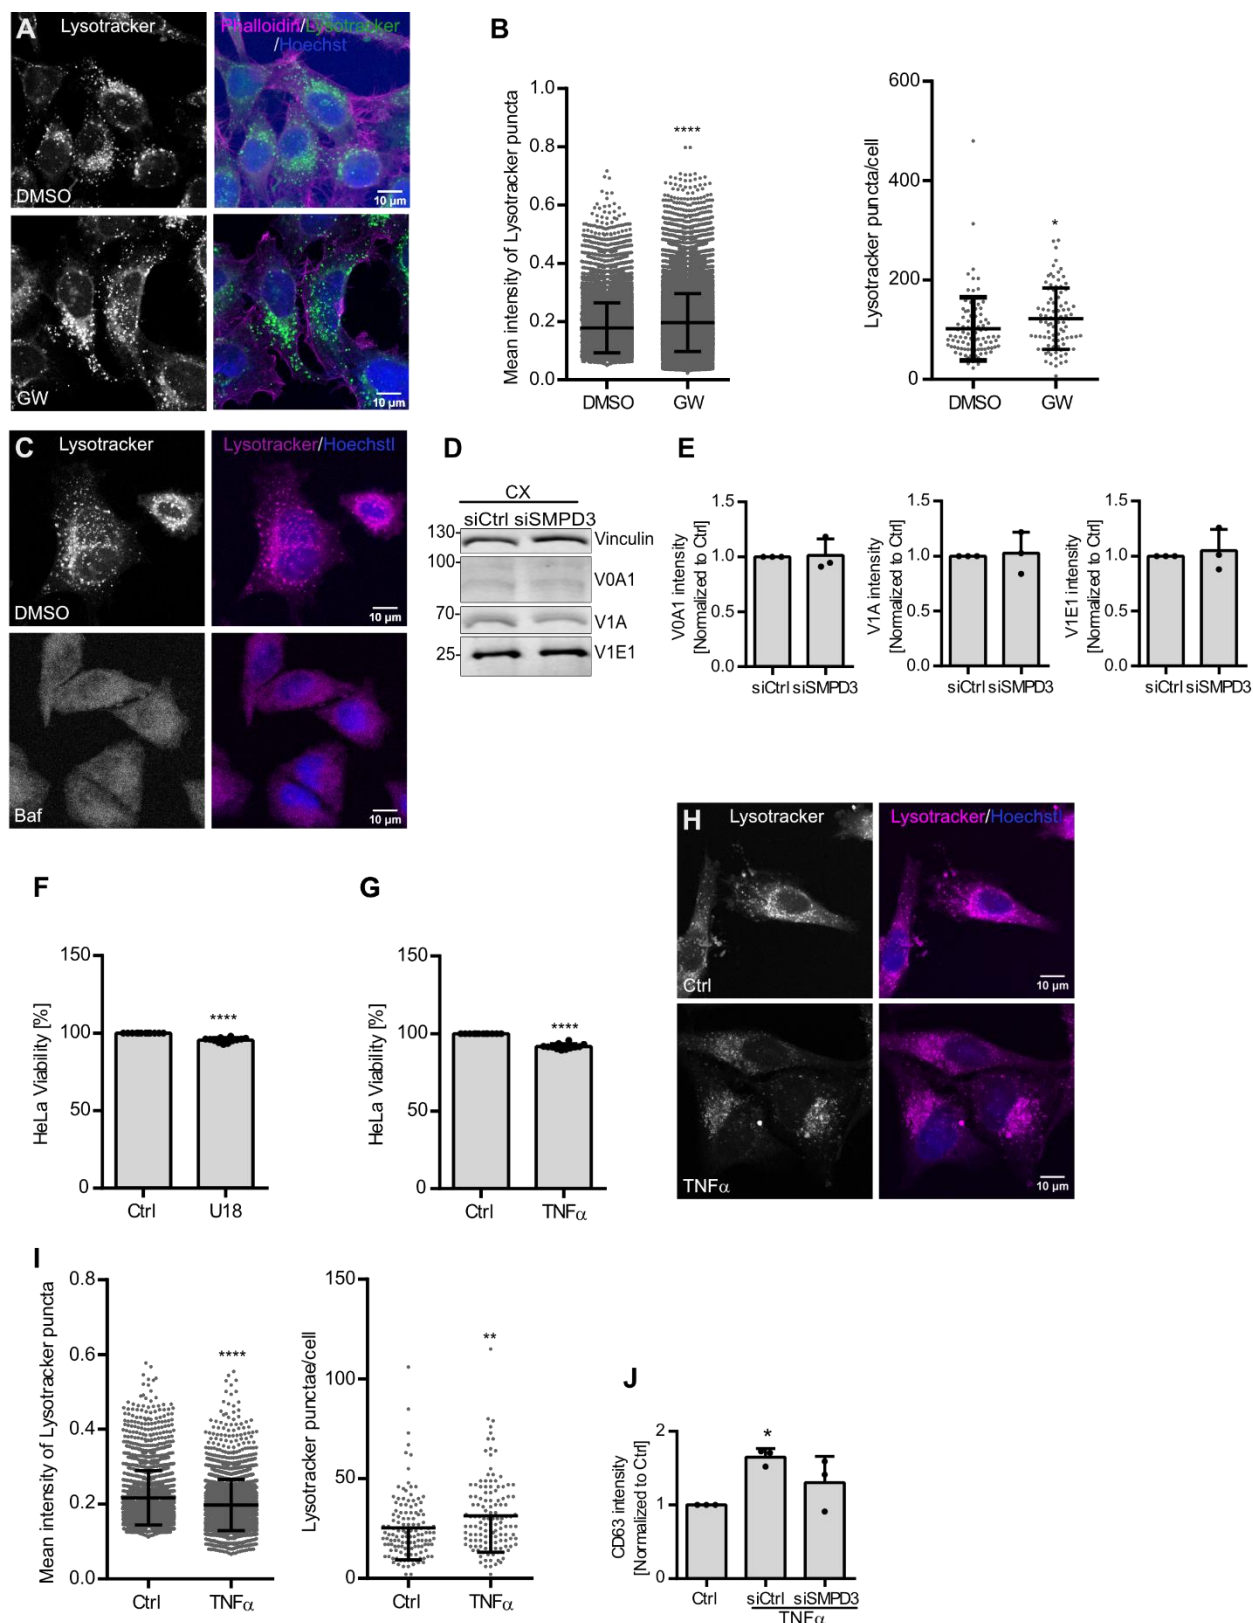 A
Lysotracker
Phalloidin/Lysotracker
/Hoechst
DMSO
10 µm
GW
10 µm
B
Mean intensity of Lysotracker puncta
1.0
0.8
0.6
0.4
0.2
0.0
****
DMSO
GW
Lysotracker puncta/cell
600
400
200
0
*
DMSO
GW
C
Lysotracker
Lysotracker/Hoechstl
DMSO
10 µm
Baf
10 µm
D
CX
siCtrl siSMPD3
130
Vinculin
100
V0A1
70
V1A
25
V1E1
E
V0A1 intensity
[Normalized to Ctrl]
1.5
1.0
0.5
0.0
siCtrl siSMPD3
V1A intensity
[Normalized to Ctrl]
1.5
1.0
0.5
0.0
siCtrl siSMPD3
V1E1 intensity
[Normalized to Ctrl]
1.5
1.0
0.5
0.0
siCtrl siSMPD3
F
HeLa Viability [%]
150
100
50
0
****
Ctrl
U18
G
HeLa Viability [%]
150
100
50
0
****
Ctrl
TNFα
H
Lysotracker
Lysotracker/Hoechstl
Ctrl
10 µm
TNFα
10 µm
I
Mean intensity of Lysotracker puncta
0.8
0.6
0.4
0.2
0.0
****
Ctrl
TNFα
Lysotracker punctae/cell
150
100
50
0
**
Ctrl
TNFα
J
CD63 intensity
[Normalized to Ctrl]
2
1
0
*
Ctrl
siCtrl siSMPD3
TNFα